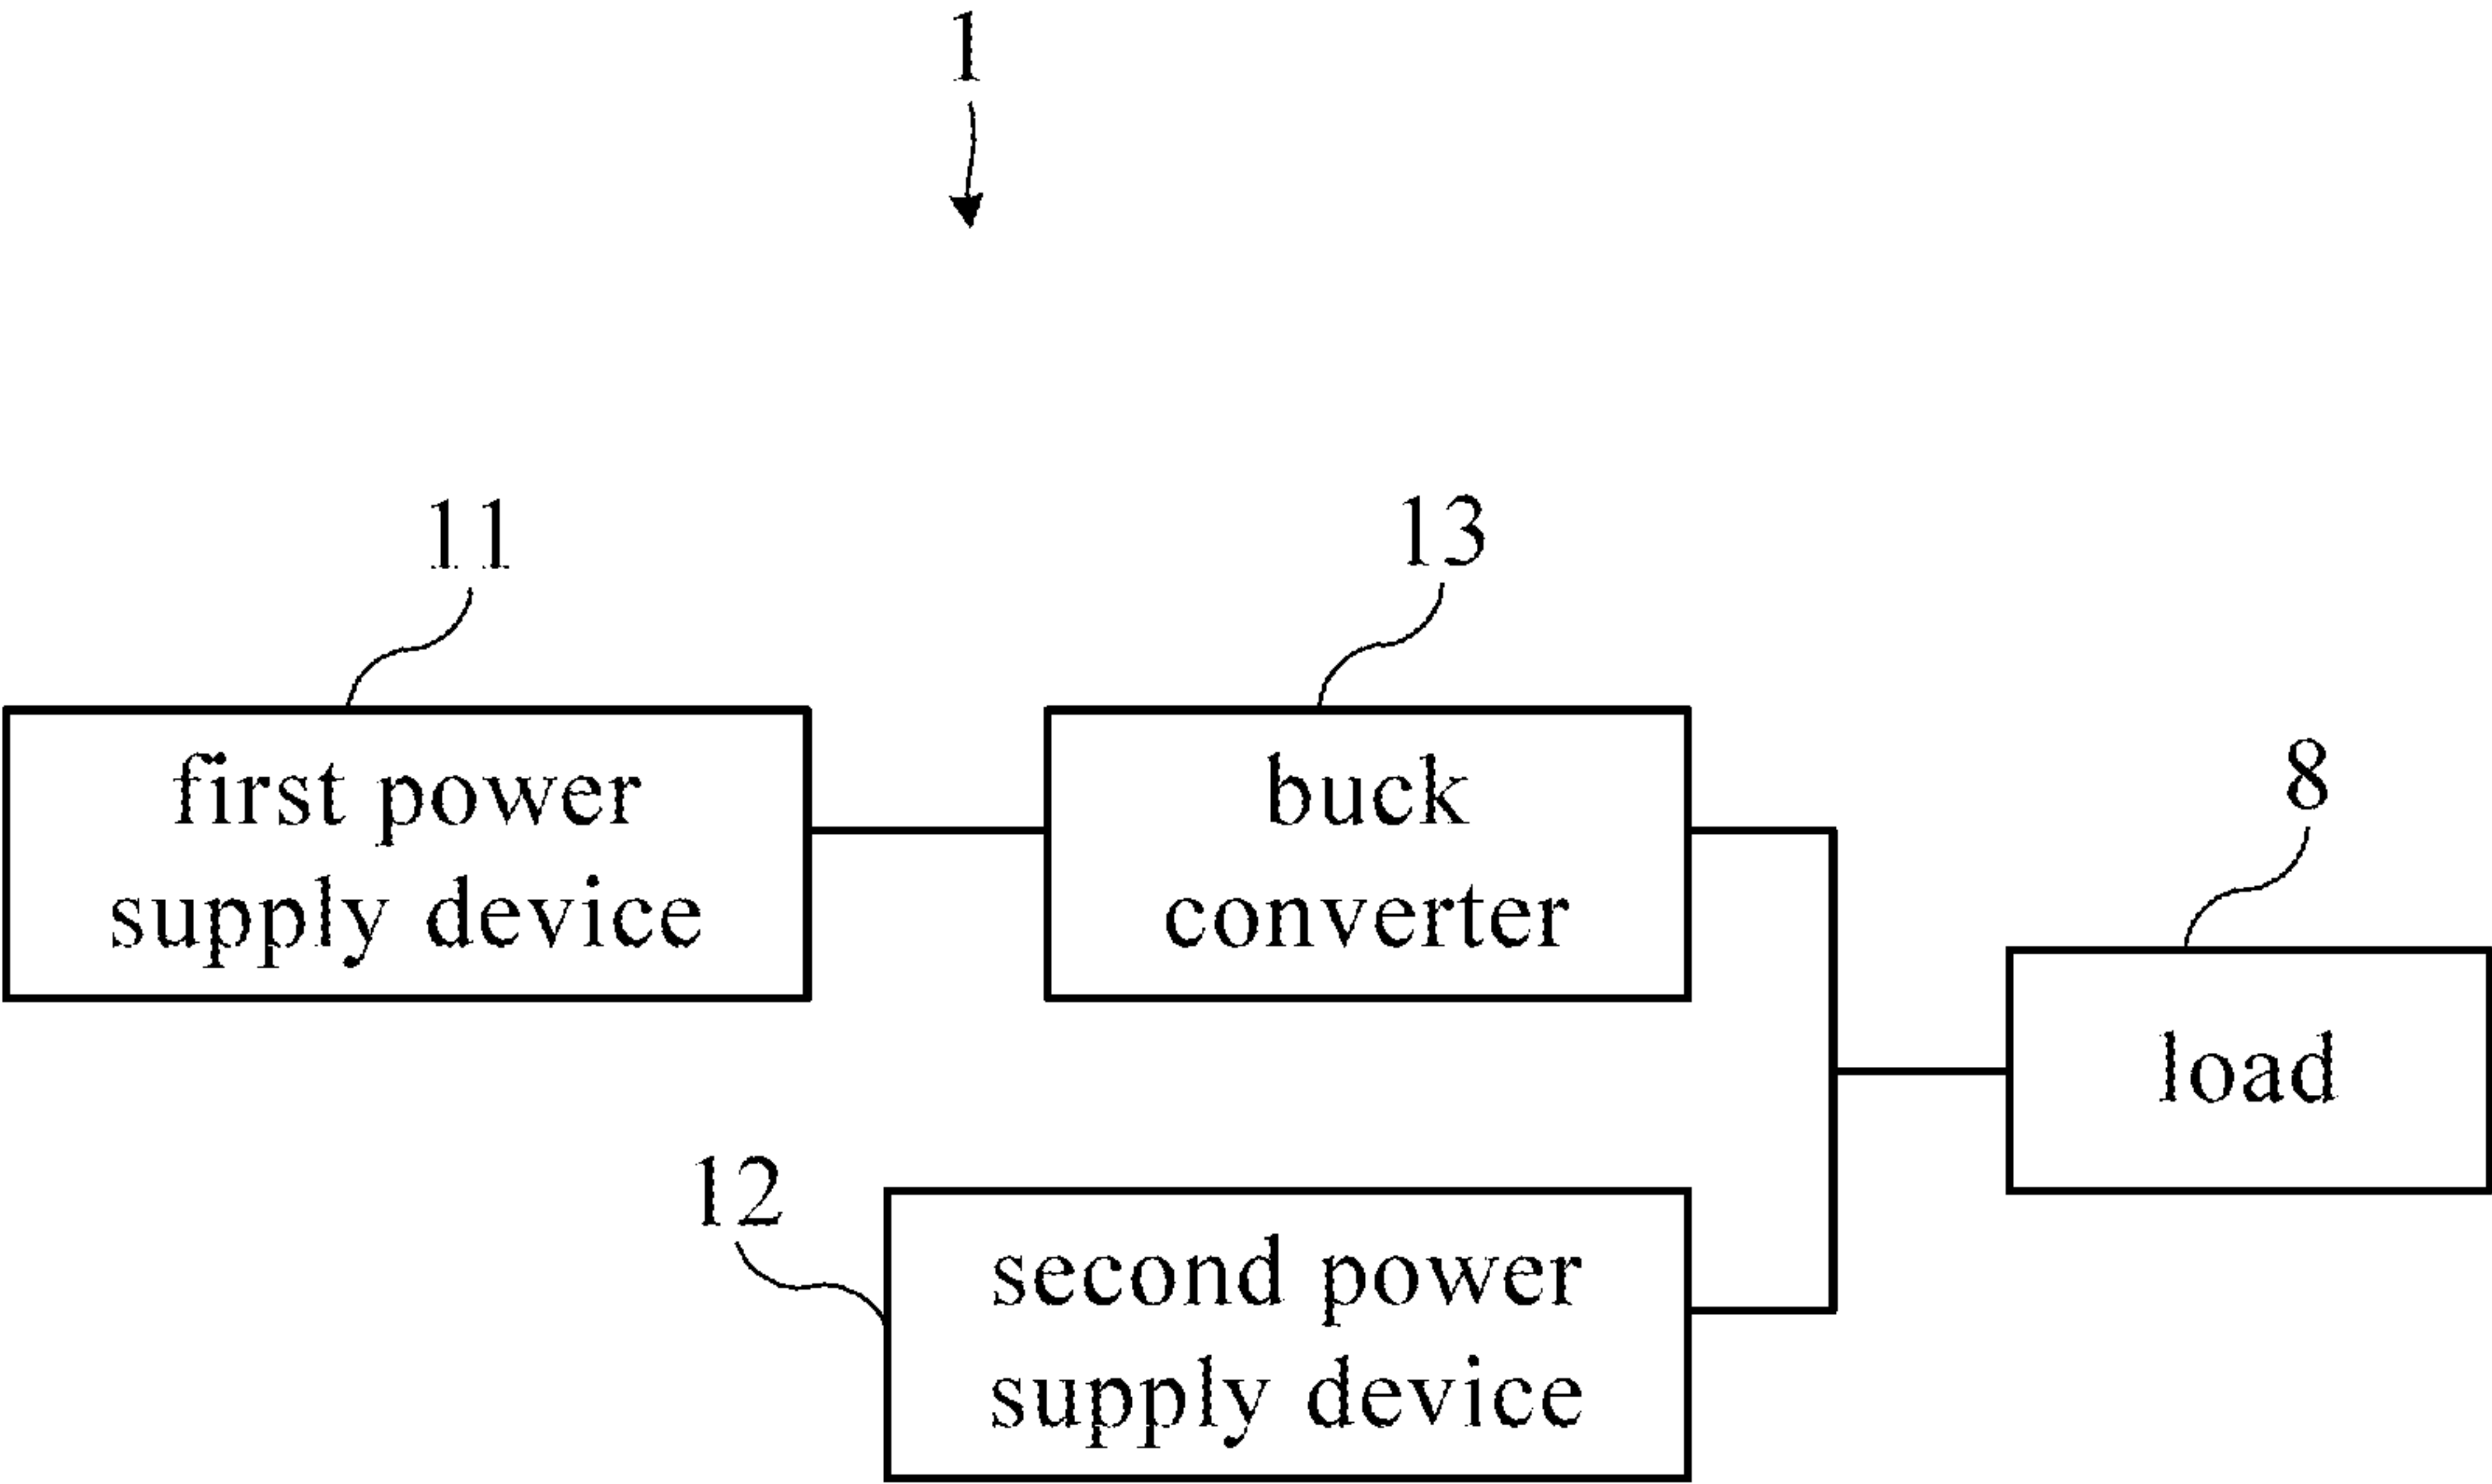 1
11
13
first power
supply device
buck
converter
8
load
12
second power
supply device